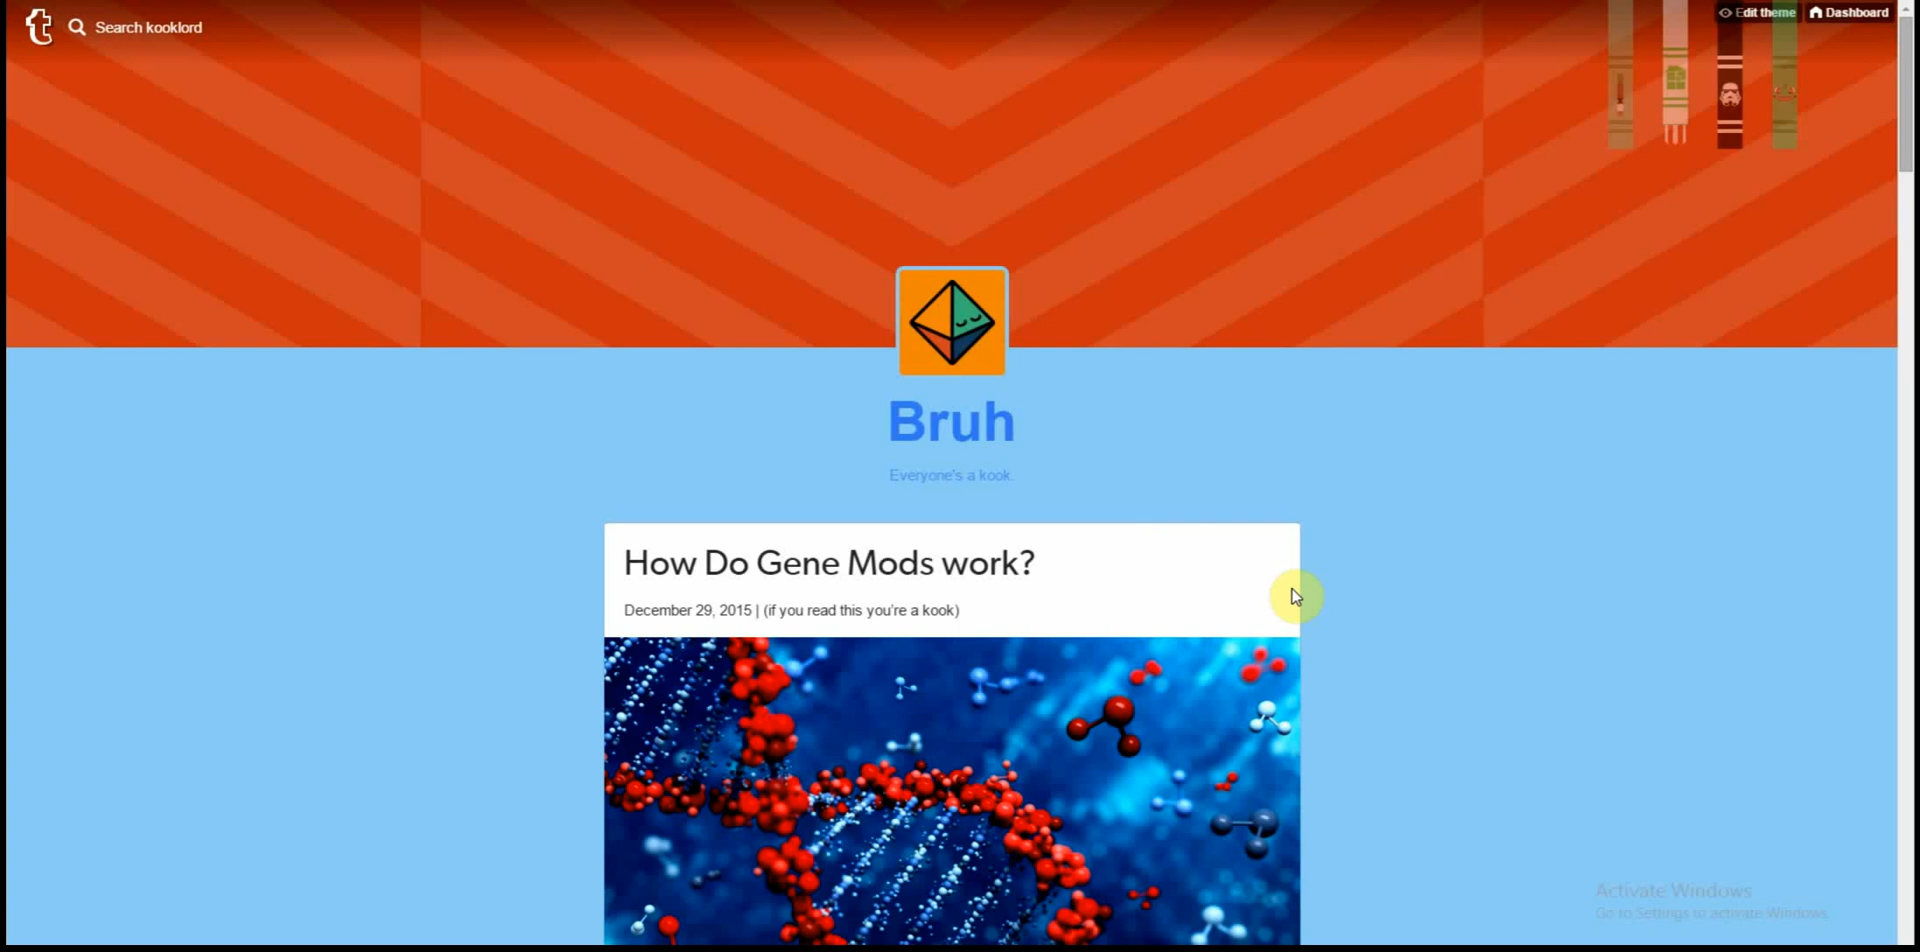 t
Search kooklord
Edit theme
Dashboard
Bruh
Everyone's a kook.
How Do Gene Mods work?
December 29, 2015 | (if you read this you're a kook)
Activate Windows
Go to Settings to activate Windows.